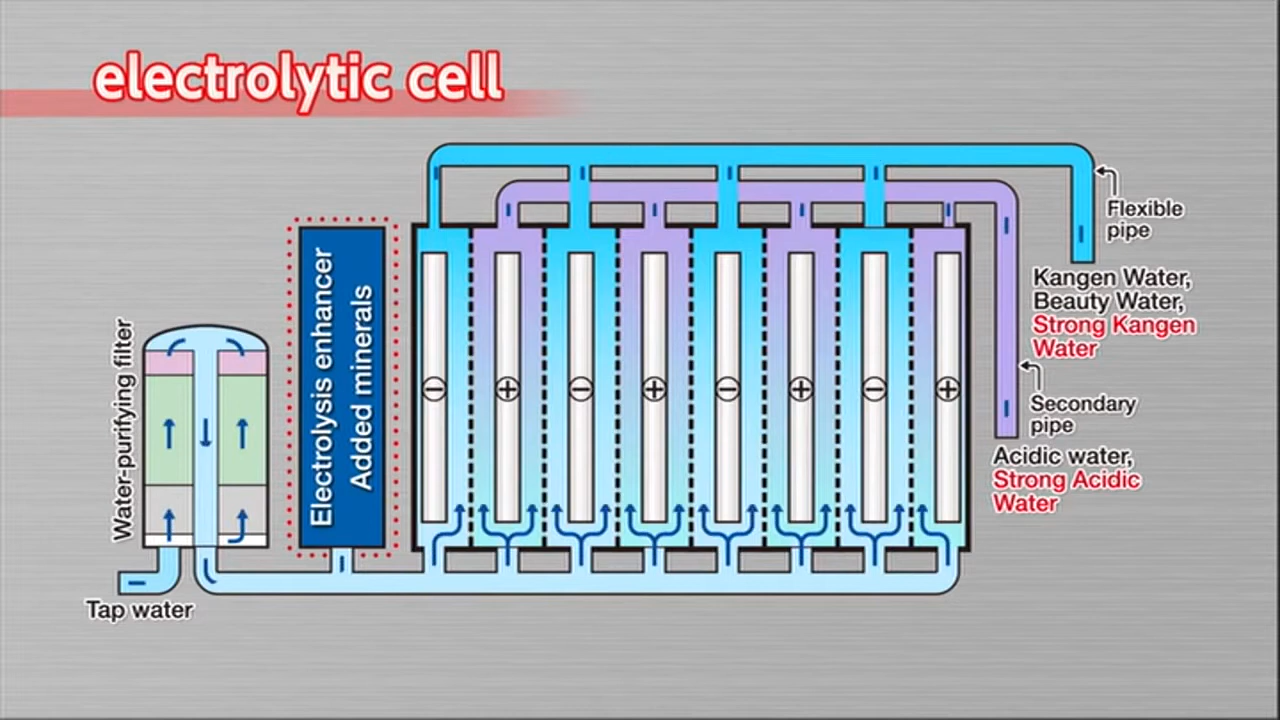 electrolytic cell
Flexible
pipe
Kangen Water,
Beauty Water,
Strong Kangen
Water
Secondary
pipe
Acidic water,
Strong Acidic
Water
Electrolysis enhancer
Added minerals
Water-purifying filter
Tap water